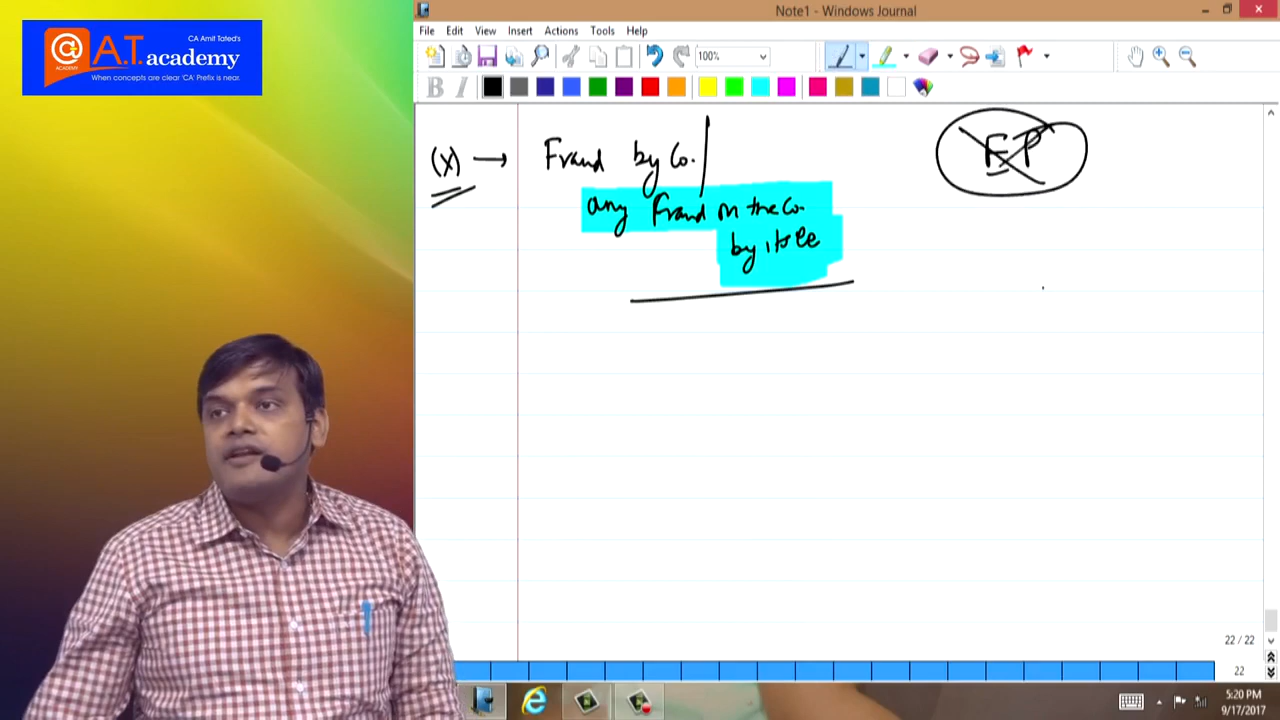 Note1 - Windows Journal
CA Amit Tated's
@ A.T. academy
ACADEMY
When concepts are clear 'CA' Prefix is near.
File Edit View Insert Actions Tools Help
100%
B I
(X) → Fraud by Co.
FP
any Fraud on the Co.
by its
22 / 22
22
5:20 PM
9/17/2017